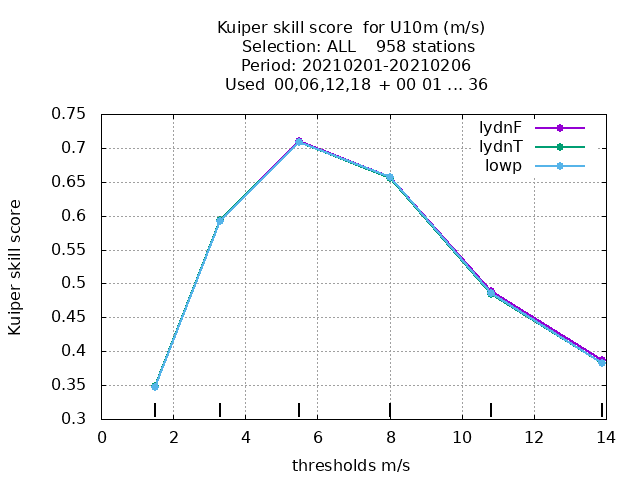 Kuiper skill score  for U10m (m/s)
Selection: ALL    958 stations
Period: 20210201-20210206
Used  00,06,12,18  + 00 01 ... 36
lydnF
lydnT
lowp
Kuiper skill score
0.75
0.7
0.65
0.6
0.55
0.5
0.45
0.4
0.35
0.3
0 2 4 6 8 10 12 14
thresholds m/s